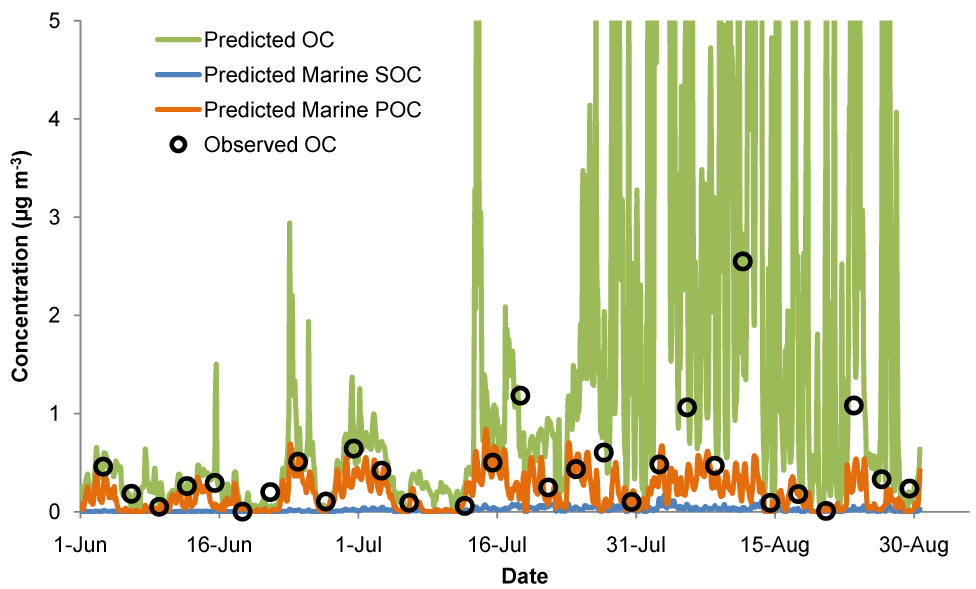 5
4
3
2
1
0
Concentration (µg m-3)
Predicted OC
Predicted Marine SOC
Predicted Marine POC
Observed OC
1-Jun
16-Jun
1-Jul
16-Jul
31-Jul
15-Aug
30-Aug
Date